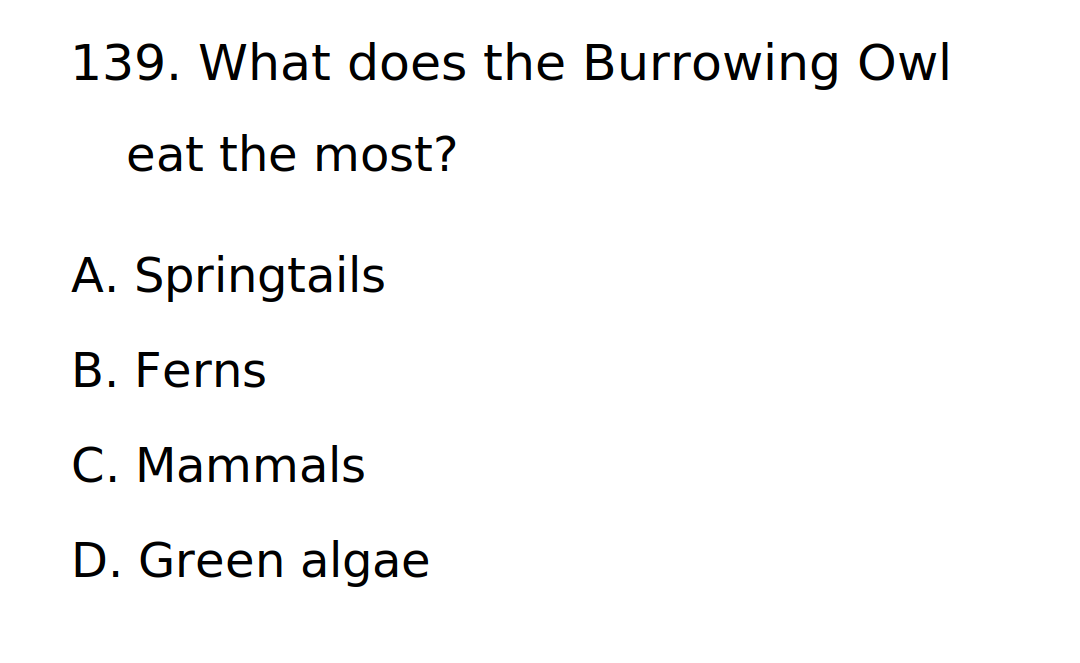 139. What does the Burrowing Owl
eat the most?
A. Springtails
B. Ferns
C. Mammals
D. Green algae